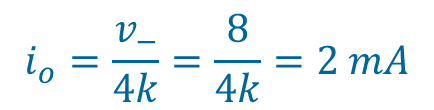 i_o = v_-/4k = 8/4k = 2 mA